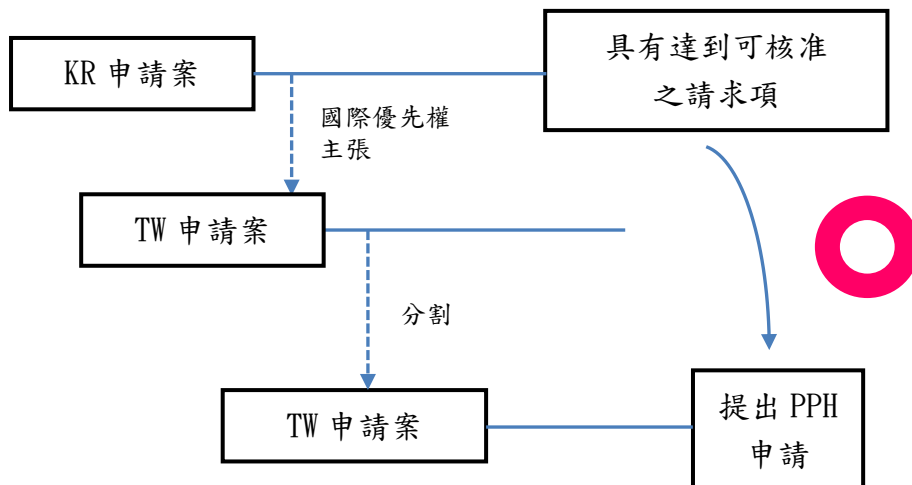 KR 申請案
具有達到可核准
之請求項
國際優先權
主張
TW 申請案
分割
TW 申請案
提出 PPH
申請